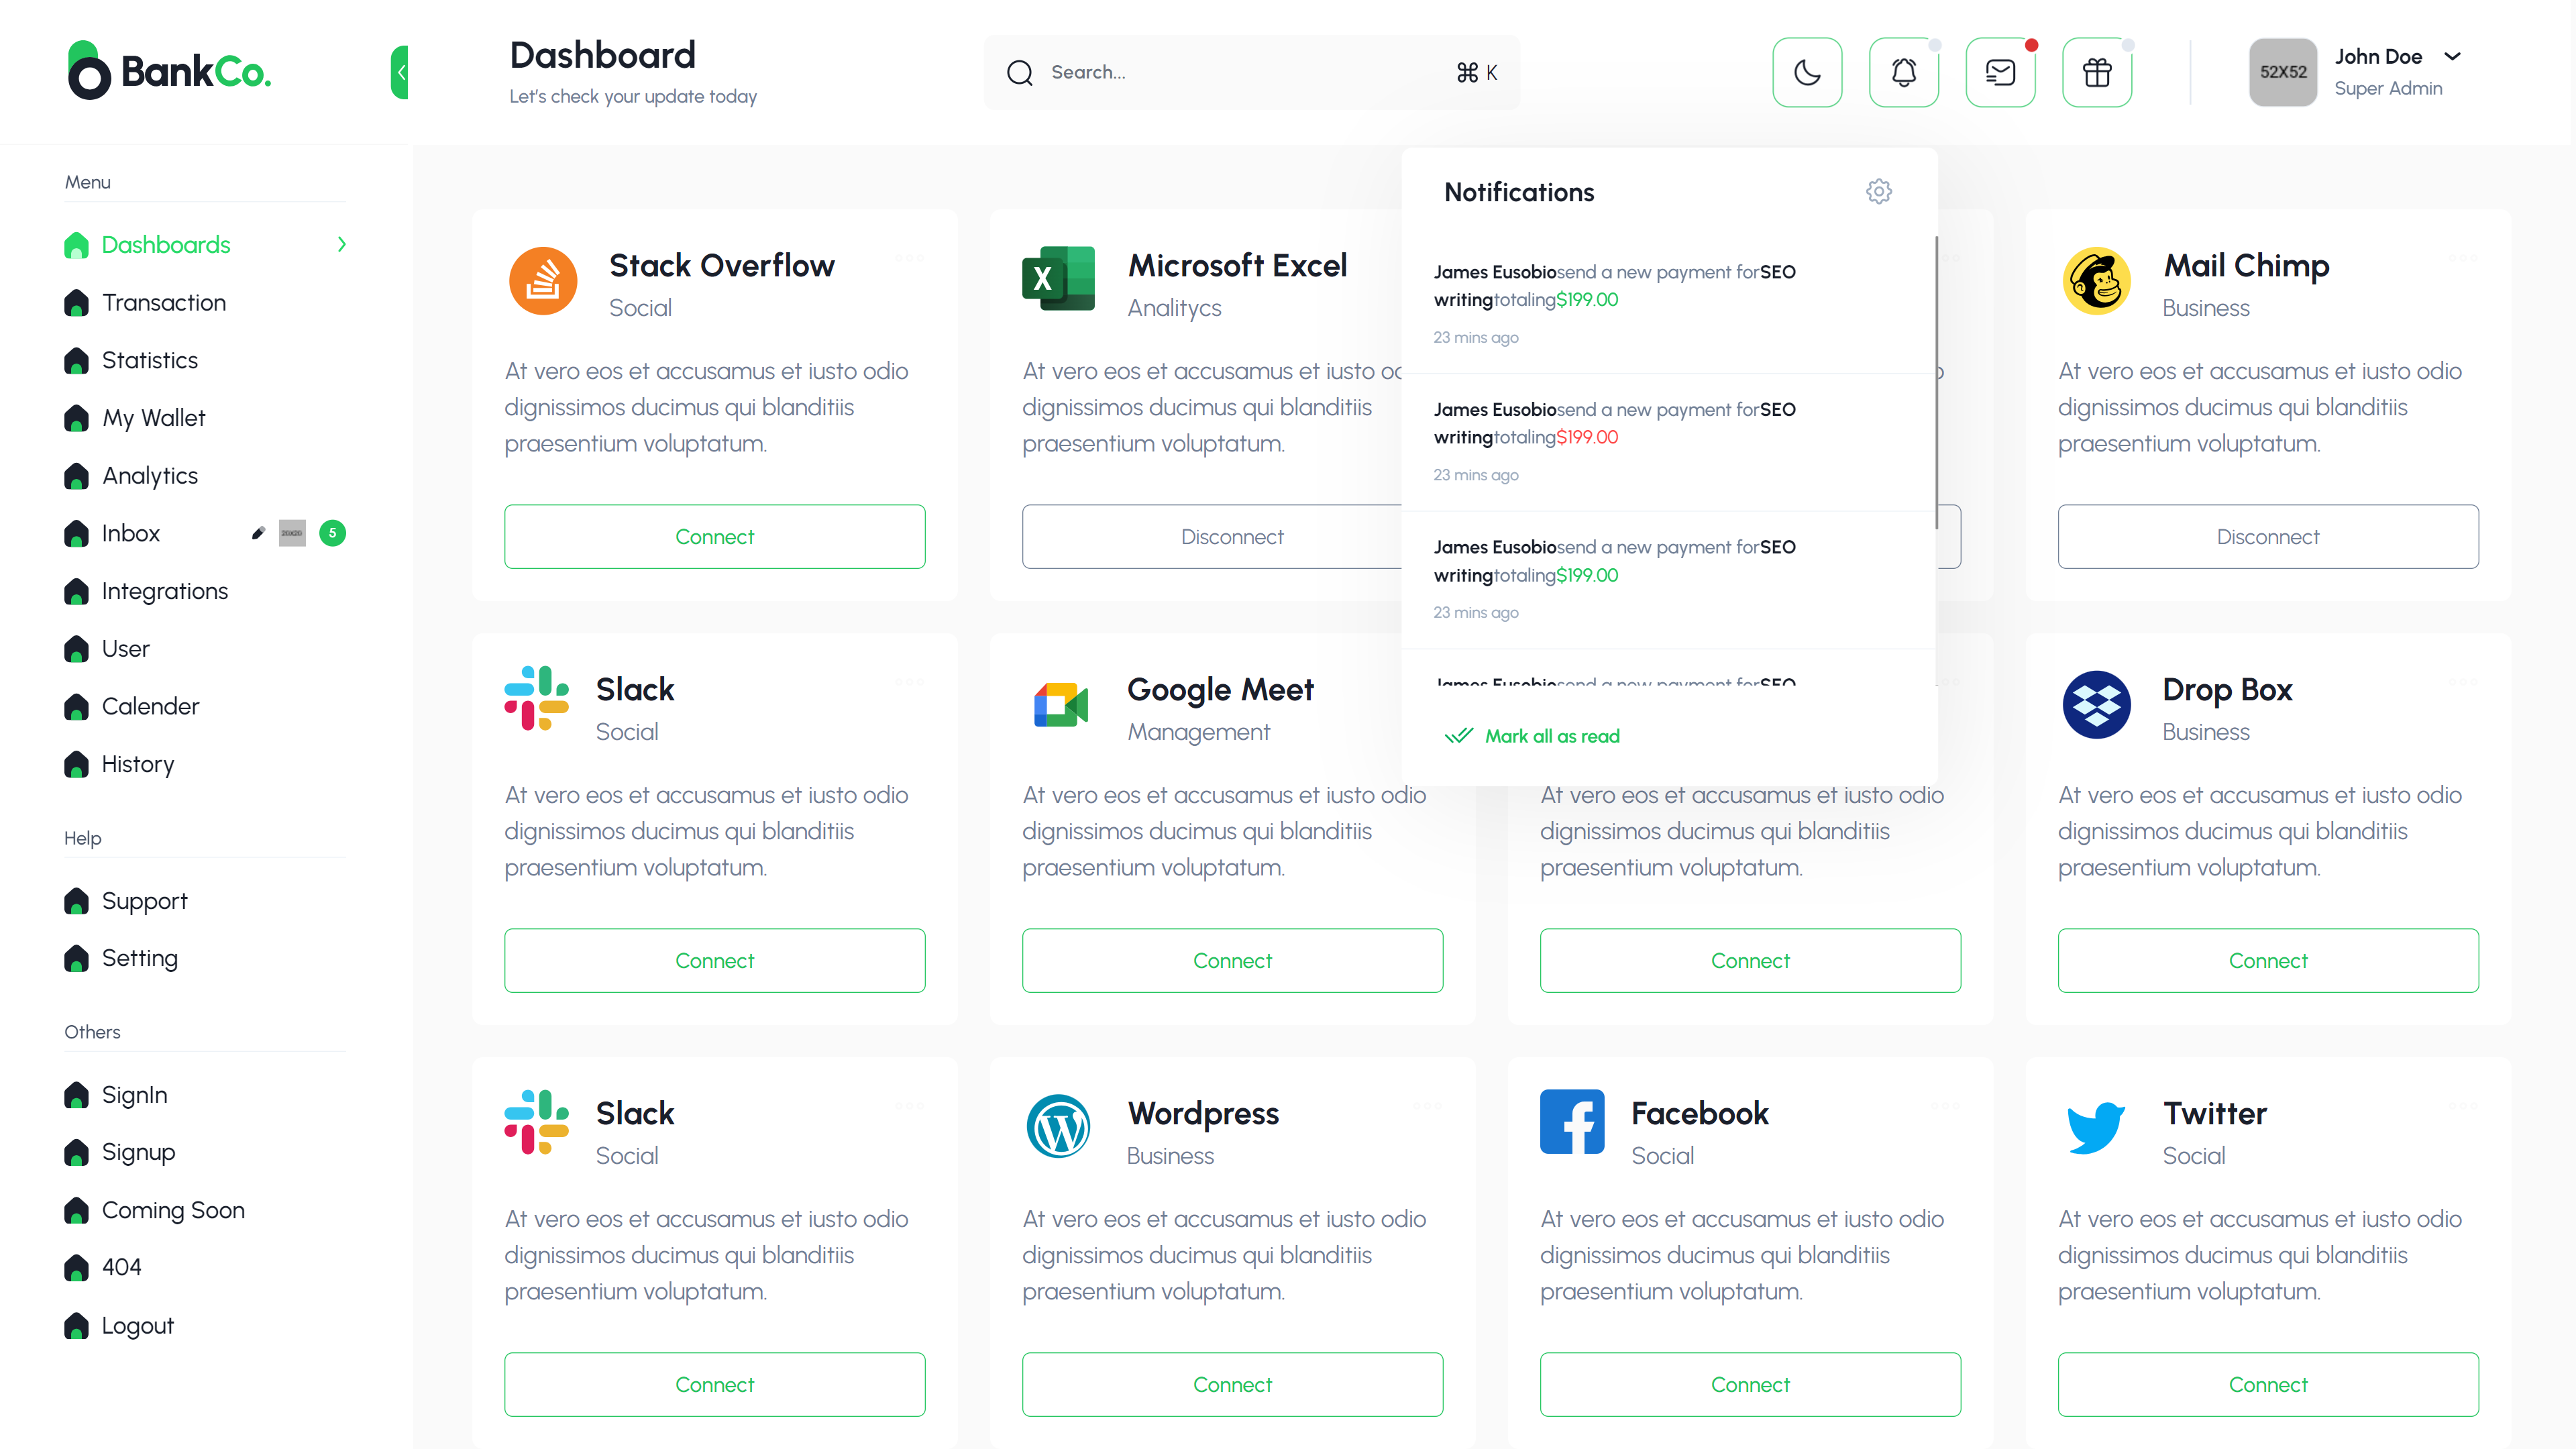 BankCo.
Dashboard
Let's check your update today
Search...
⌘ K
52X52
John Doe
Super Admin
Menu
Dashboards
Transaction
Statistics
My Wallet
Analytics
Inbox
5
Integrations
User
Calender
History
Help
Support
Setting
Others
SignIn
Signup
Coming Soon
404
Logout
Notifications
James Eusobiosend a new payment forSEO
writingtotaling$199.00
23 mins ago
James Eusobiosend a new payment forSEO
writingtotaling$199.00
23 mins ago
James Eusobiosend a new payment forSEO
writingtotaling$199.00
23 mins ago
James Eusobiosend a new payment forSEO
Mark all as read
Stack Overflow
Social
At vero eos et accusamus et iusto odio
dignissimos ducimus qui blanditiis
praesentium voluptatum.
Connect
Microsoft Excel
Analitycs
At vero eos et accusamus et iusto
dignissimos ducimus qui blanditiis
praesentium voluptatum.
Disconnect
Mail Chimp
Business
At vero eos et accusamus et iusto odio
dignissimos ducimus qui blanditiis
praesentium voluptatum.
Disconnect
Slack
Social
At vero eos et accusamus et iusto odio
dignissimos ducimus qui blanditiis
praesentium voluptatum.
Connect
Google Meet
Management
At vero eos et accusamus et iusto odio
dignissimos ducimus qui blanditiis
praesentium voluptatum.
Connect
At vero eos et accusamus et iusto odio
dignissimos ducimus qui blanditiis
praesentium voluptatum.
Connect
Drop Box
Business
At vero eos et accusamus et iusto odio
dignissimos ducimus qui blanditiis
praesentium voluptatum.
Connect
Slack
Social
At vero eos et accusamus et iusto odio
dignissimos ducimus qui blanditiis
praesentium voluptatum.
Connect
Wordpress
Business
At vero eos et accusamus et iusto odio
dignissimos ducimus qui blanditiis
praesentium voluptatum.
Connect
Facebook
Social
At vero eos et accusamus et iusto odio
dignissimos ducimus qui blanditiis
praesentium voluptatum.
Connect
Twitter
Social
At vero eos et accusamus et iusto odio
dignissimos ducimus qui blanditiis
praesentium voluptatum.
Connect